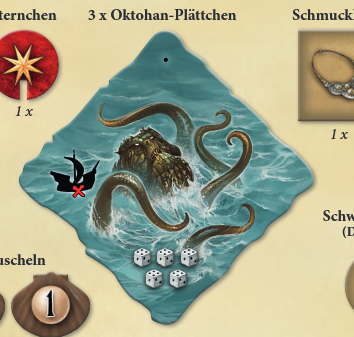 ternchen
3 x Oktohan-Plättchen
Schmuck
1 x
1 x
Schw
(D
uscheln
1